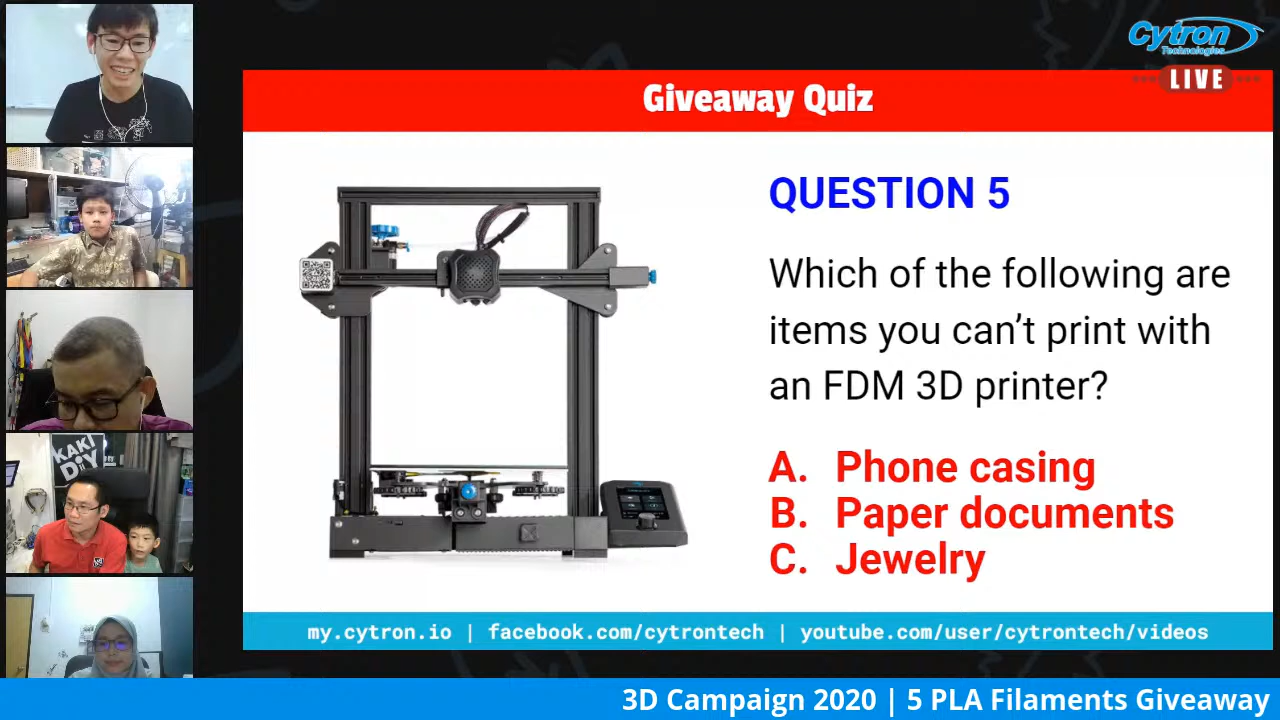 Cytron
Technologies
LIVE
Giveaway Quiz
QUESTION 5
Which of the following are
items you can’t print with
an FDM 3D printer?
A. Phone casing
B. Paper documents
C. Jewelry
KAKI
DiY
my.cytron.io | facebook.com/cytrontech | youtube.com/user/cytrontech/videos
3D Campaign 2020 | 5 PLA Filaments Giveaway